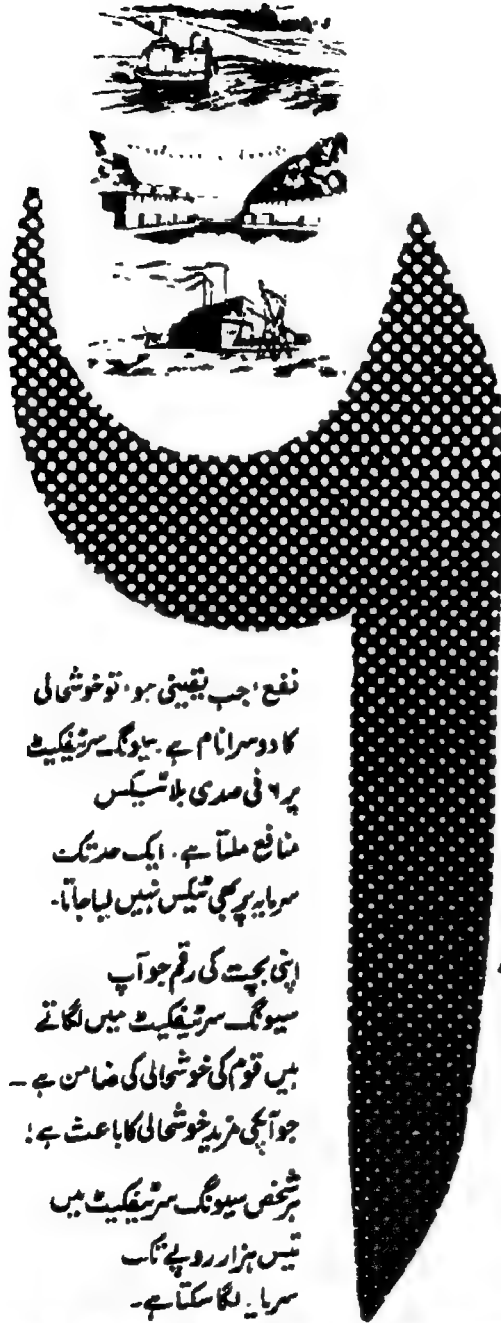 ۶
نفع، جب یقینی ہو، تو خوشحالی
کا دوسرا نام ہے۔ سیونگ سرٹیفکیٹ
پر ۶ فی صدی بلا ٹیکس
منافع ملتا ہے۔ ایک حد تک
سرمایہ پر بھی ٹیکس نہیں لیا جاتا۔
اپنی بچت کی رقم جو آپ
سیونگ سرٹیفکیٹ میں لگاتے
ہیں قوم کی خوشحالی کی ضامن ہے —
جو آپکی مزید خوشحالی کا باعث ہے!
ہر شخص سیونگ سرٹیفکیٹ میں
تیس ہزار روپے تک
سرمایہ لگا سکتا ہے۔